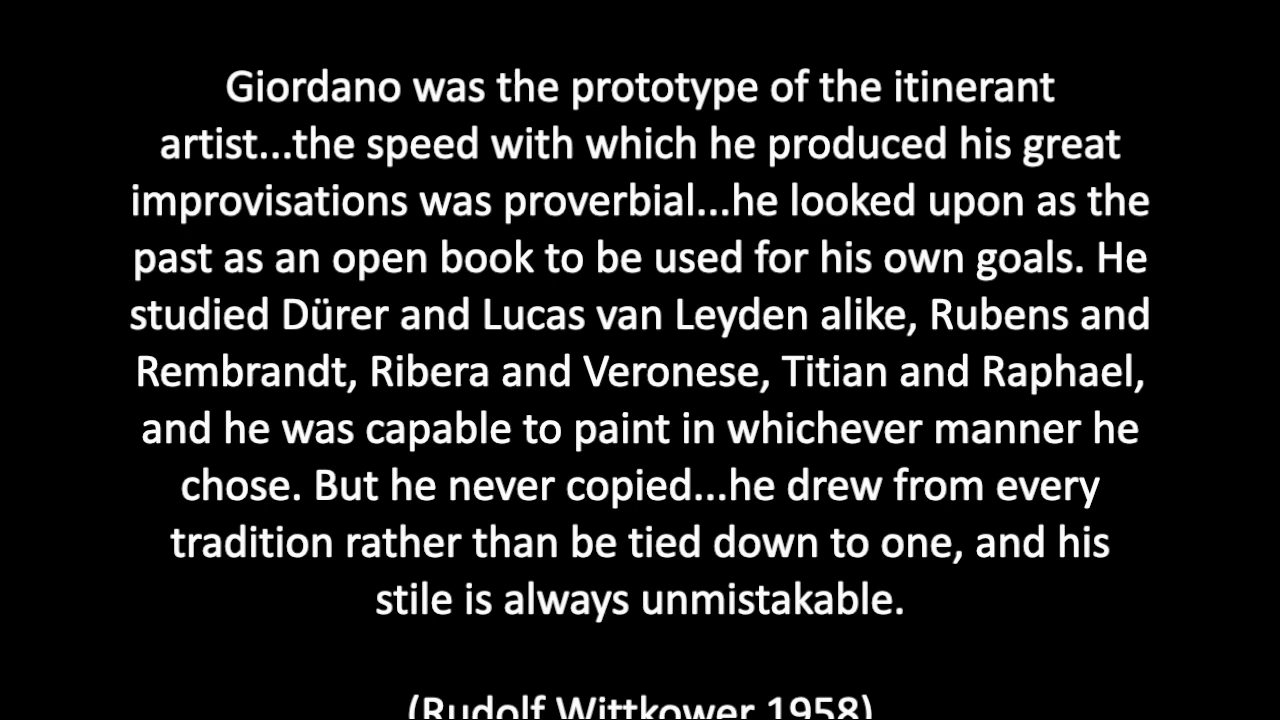 Giordano was the prototype of the itinerant
artist...the speed with which he produced his great
improvisations was proverbial...he looked upon as the
past as an open book to be used for his own goals. He
studied Dürer and Lucas van Leyden alike, Rubens and
Rembrandt, Ribera and Veronese, Titian and Raphael,
and he was capable to paint in whichever manner he
chose. But he never copied...he drew from every
tradition rather than be tied down to one, and his
stile is always unmistakable.
(Rudolf Wittkower 1958)